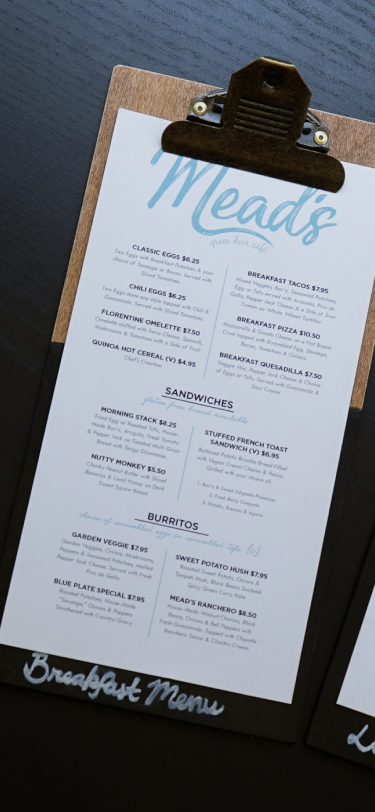 Mead's
green door cafe
CLASSIC EGGS $6.25
Two Eggs with Breakfast Potatoes & your
choice of Sausage or Bacon. Served with
Sliced Tomatoes.
CHILI EGGS $6.25
Two Eggs done any style topped with Chili &
Guacamole. Served with Sliced Tomatoes.
FLORENTINE OMELETTE $7.50
Omelette stuffed with Swiss Cheese, Spinach,
Mushrooms & Tomatoes with a Side of Fruit
QUINOA HOT CEREAL (V) $4.95
Chef's Creation
BREAKFAST TACOS $7.95
Mixed Veggies, Bac'n, Seasoned Potatoes,
Egg or Tofu served with Avocado, Pico de
Gallo, Pepper Jack Cheese & a Side of Sour
Cream on Whole Wheat Tortillas
BREAKFAST PIZZA $10.50
Mozzarella & Gouda Cheese on a Flat Bread
Crust topped with Scrambled Egg, Sausage,
Bacon, Tomatoes & Onions
BREAKFAST QUESADILLA $7.50
Veggie Mix, Pepper Jack Cheese & Choice
of Eggs or Tofu, Served with Guacamole &
Sour Cream
SANDWICHES
gluten free bread available
MORNING STACK $8.25
Fried Egg or Roasted Tofu, House-
Made Bac'n, Arugula, Fresh Tomato
& Pepper Jack on Toasted Multi Grain
Bread with Tangy Dijonnaise
NUTTY MONKEY $5.50
Chunky Peanut Butter with Sliced
Bananas & Local Honey on Dark
Sweet Square Bread
STUFFED FRENCH TOAST
SANDWICH (V) $6.95
Battered Potato Brioche Bread Filled
with Vegan Cream Cheese & Pecans
Grilled with your choice of:
1. Bac'n & Sweet Jalapeño Preserves
2. Fresh Berry Compote
3. Nutella, Banana & Agave
BURRITOS
choice of scrambled eggs or scrambled tofu (v)
GARDEN VEGGIE $7.95
Garden Veggies, Onions, Mushrooms,
Peppers & Seasoned Potatoes, Melted
Pepper Jack Cheese. Served with Fresh
Pico de Gallo
BLUE PLATE SPECIAL $7.95
Roasted Potatoes, House-Made
"Sausage," Onions & Peppers
Smothered with Country Gravy
SWEET POTATO HUSH $7.95
Roasted Sweet Potato, Onions &
Tempeh Hash, Black Beans
Spicy Green Curry Kale
MEAD'S RANCHERO $8.50
House-Made Walnut Chorizo, Black
Beans, Onions & Bell Peppers with
Fresh Guacamole. Topped with Chipotle
Ranchero Sauce & Cilantro Cream
Breakfast Menu